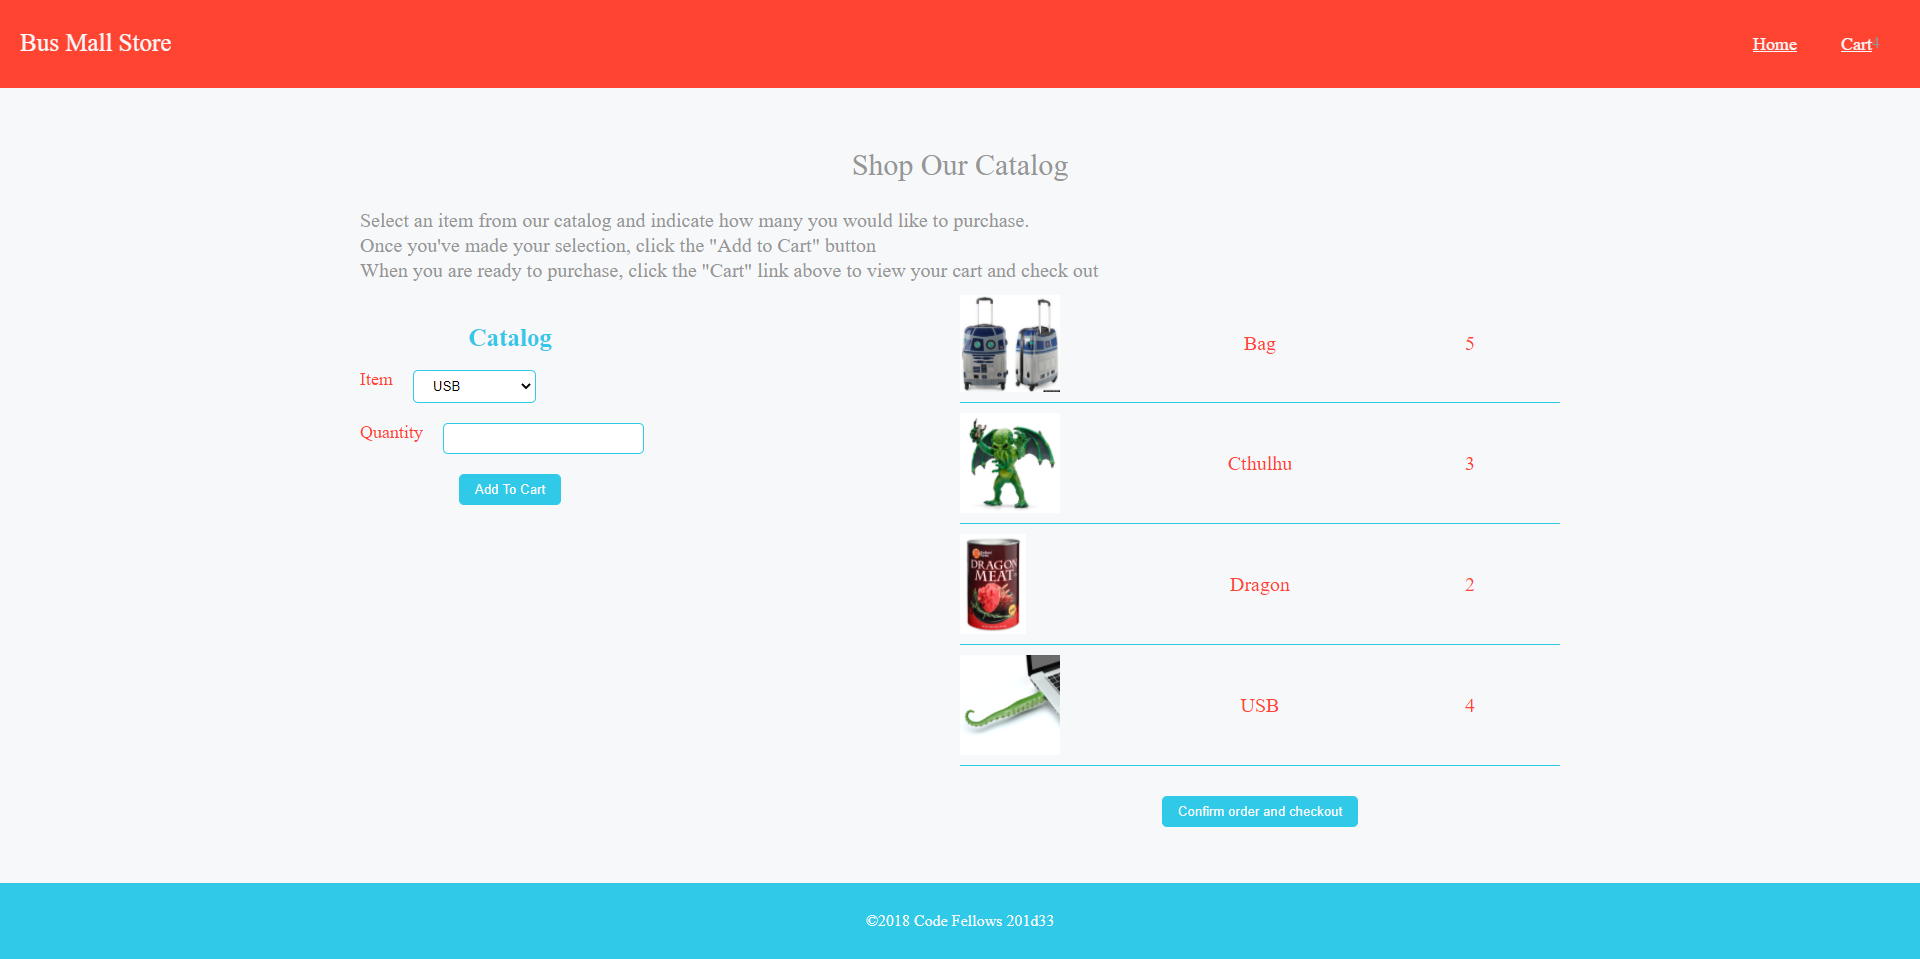 Bus Mall Store
Home
Cart4
Shop Our Catalog
Select an item from our catalog and indicate how many you would like to purchase.
Once you've made your selection, click the "Add to Cart" button
When you are ready to purchase, click the "Cart" link above to view your cart and check out
Catalog
Item
USB
Quantity
Add To Cart
Bag
5
Cthulhu
3
DRAGON
MEAT
Dragon
2
USB
4
Confirm order and checkout
©2018 Code Fellows 201d33